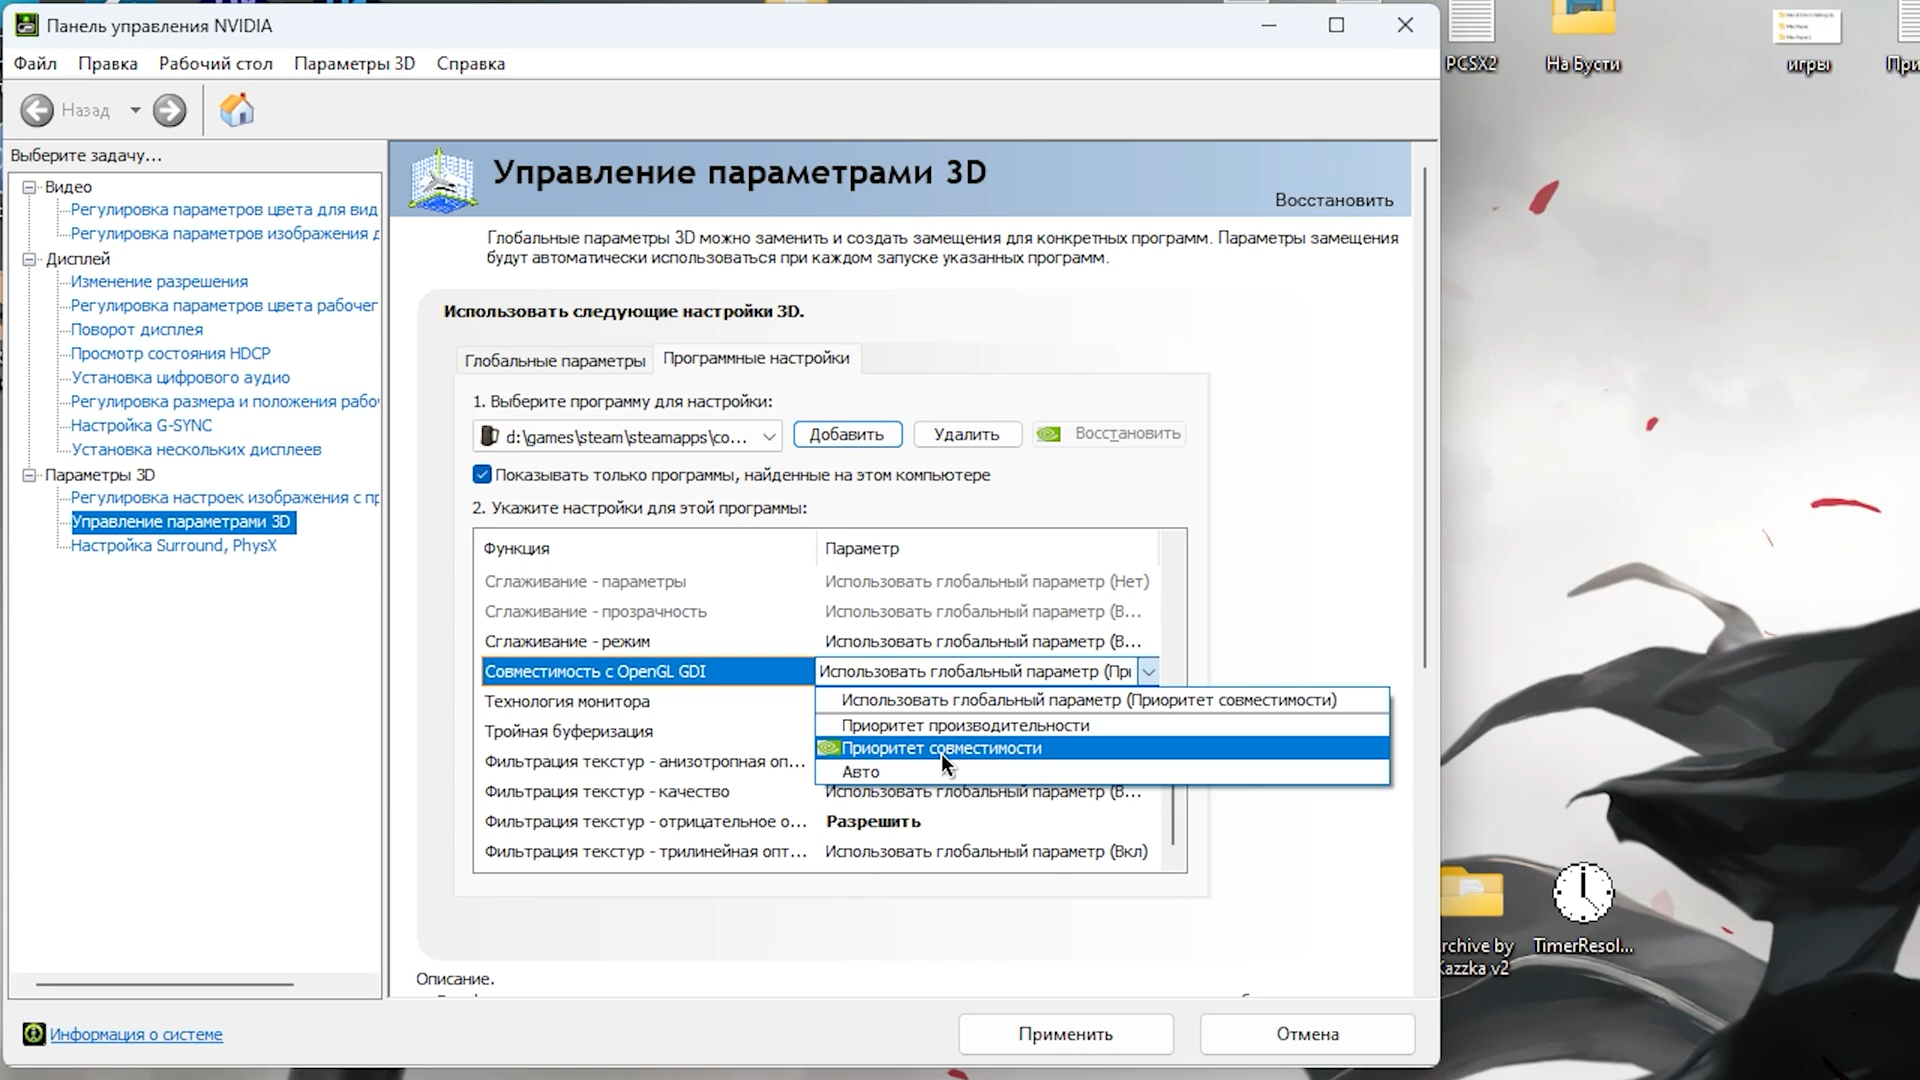 Панель управления NVIDIA
Файл Правка Рабочий стол Параметры 3D Справка
Назад
Выберите задачу...
Видео
Регулировка параметров цвета для вид
Регулировка параметров изображения д
Дисплей
Изменение разрешения
Регулировка параметров цвета рабочег
Поворот дисплея
Просмотр состояния HDCP
Установка цифрового аудио
Регулировка размера и положения рабо
Настройка G-SYNC
Установка нескольких дисплеев
Параметры 3D
Регулировка настроек изображения с пр
Управление параметрами 3D
Настройка Surround, PhysX
Информация о системе
Управление параметрами 3D
Восстановить
Глобальные параметры 3D можно заменить и создать замещения для конкретных программ. Параметры замещения
будут автоматически использоваться при каждом запуске указанных программ.
Использовать следующие настройки 3D.
Глобальные параметры Программные настройки
1. Выберите программу для настройки:
d:\games\steam\steamapps\co... Добавить Удалить Восстановить
Показывать только программы, найденные на этом компьютере
2. Укажите настройки для этой программы:
Функция Параметр
Сглаживание - параметры Использовать глобальный параметр (Нет)
Сглаживание - прозрачность Использовать глобальный параметр (В...
Сглаживание - режим Использовать глобальный параметр (В...
Совместимость с OpenGL GDI Использовать глобальный параметр (При
Технология монитора Использовать глобальный параметр (Приоритет совместимости)
Тройная буферизация Приоритет производительности
Приоритет совместимости
Фильтрация текстур - анизотропная оп... Авто
Фильтрация текстур - качество Использовать глобальный параметр (В...
Фильтрация текстур - отрицательное о... Разрешить
Фильтрация текстур - трилинейная опт... Использовать глобальный параметр (Вкл)
Описание.
Применить Отмена
PCSX2
На Бусти
игры
При
rchive by
Kazzka v2
TimerResol...